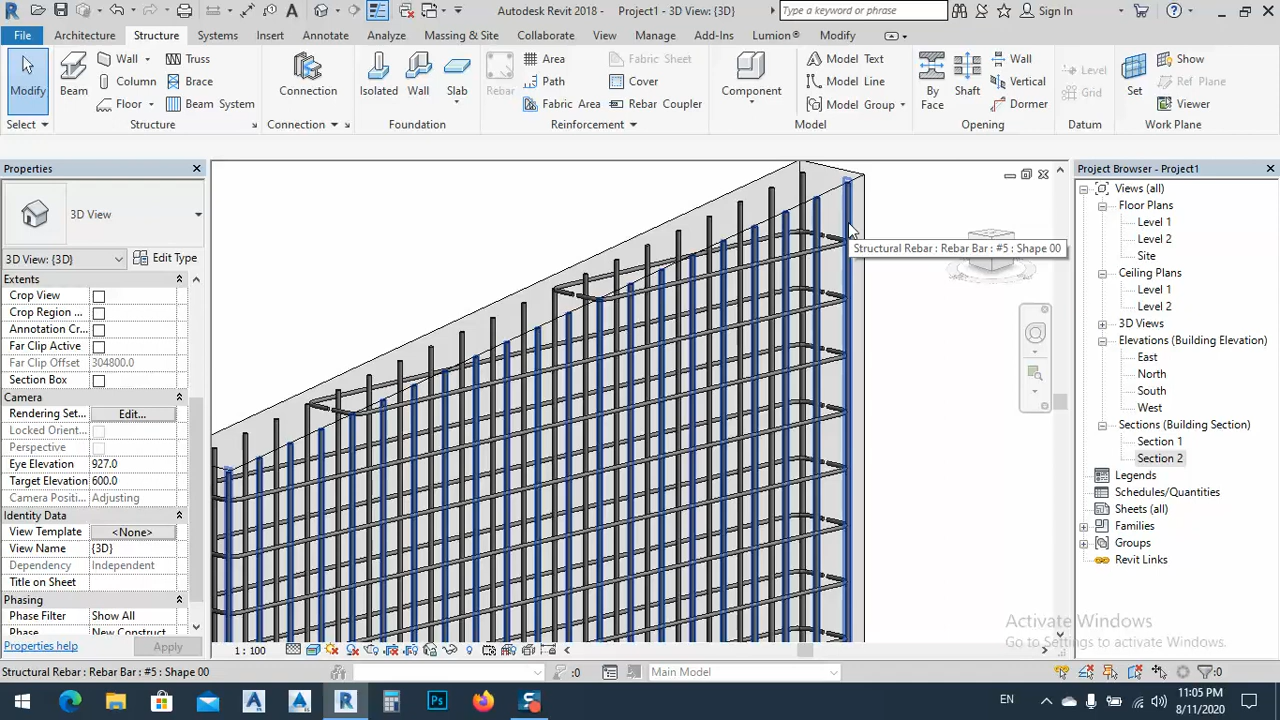 Autodesk Revit 2018 - Project1 - 3D View: {3D}
Type a keyword or phrase
Sign In
File Architecture Structure Systems Insert Annotate Analyze Massing & Site Collaborate View Manage Add-Ins Lumion® Modify
Modify
Select
Beam
Wall
Column
Floor
Truss
Brace
Beam System
Structure
Connection
Connection
Isolated
Wall
Slab
Foundation
Rebar
Area
Path
Fabric Area
Fabric Sheet
Cover
Rebar Coupler
Reinforcement
Component
Model Text
Model Line
Model Group
Model
By
Face
Shaft
Wall
Vertical
Dormer
Opening
Level
Grid
Datum
Set
Show
Ref Plane
Viewer
Work Plane
Properties
3D View
3D View: {3D}
Edit Type
Extents
Crop View
Crop Region ...
Annotation Cr...
Far Clip Active
Far Clip Offset 304800.0
Section Box
Camera
Rendering Set... Edit...
Locked Orient...
Perspective
Eye Elevation 927.0
Target Elevation 600.0
Camera Positi... Adjusting
Identity Data
View Template <None>
View Name {3D}
Dependency Independent
Title on Sheet
Phasing
Phase Filter Show All
Phase New Construct
Properties help
Apply
Structural Rebar : Rebar Bar : #5 : Shape 00
Project Browser - Project1
Views (all)
Floor Plans
Level 1
Level 2
Site
Ceiling Plans
Level 1
Level 2
3D Views
Elevations (Building Elevation)
East
North
South
West
Sections (Building Section)
Section 1
Section 2
Legends
Schedules/Quantities
Sheets (all)
Families
Groups
Revit Links
Activate Windows
Go to Settings to activate Windows.
1 : 100
Structural Rebar : Rebar Bar : #5 : Shape 00
:0
Main Model
:0
EN
11:05 PM
8/11/2020